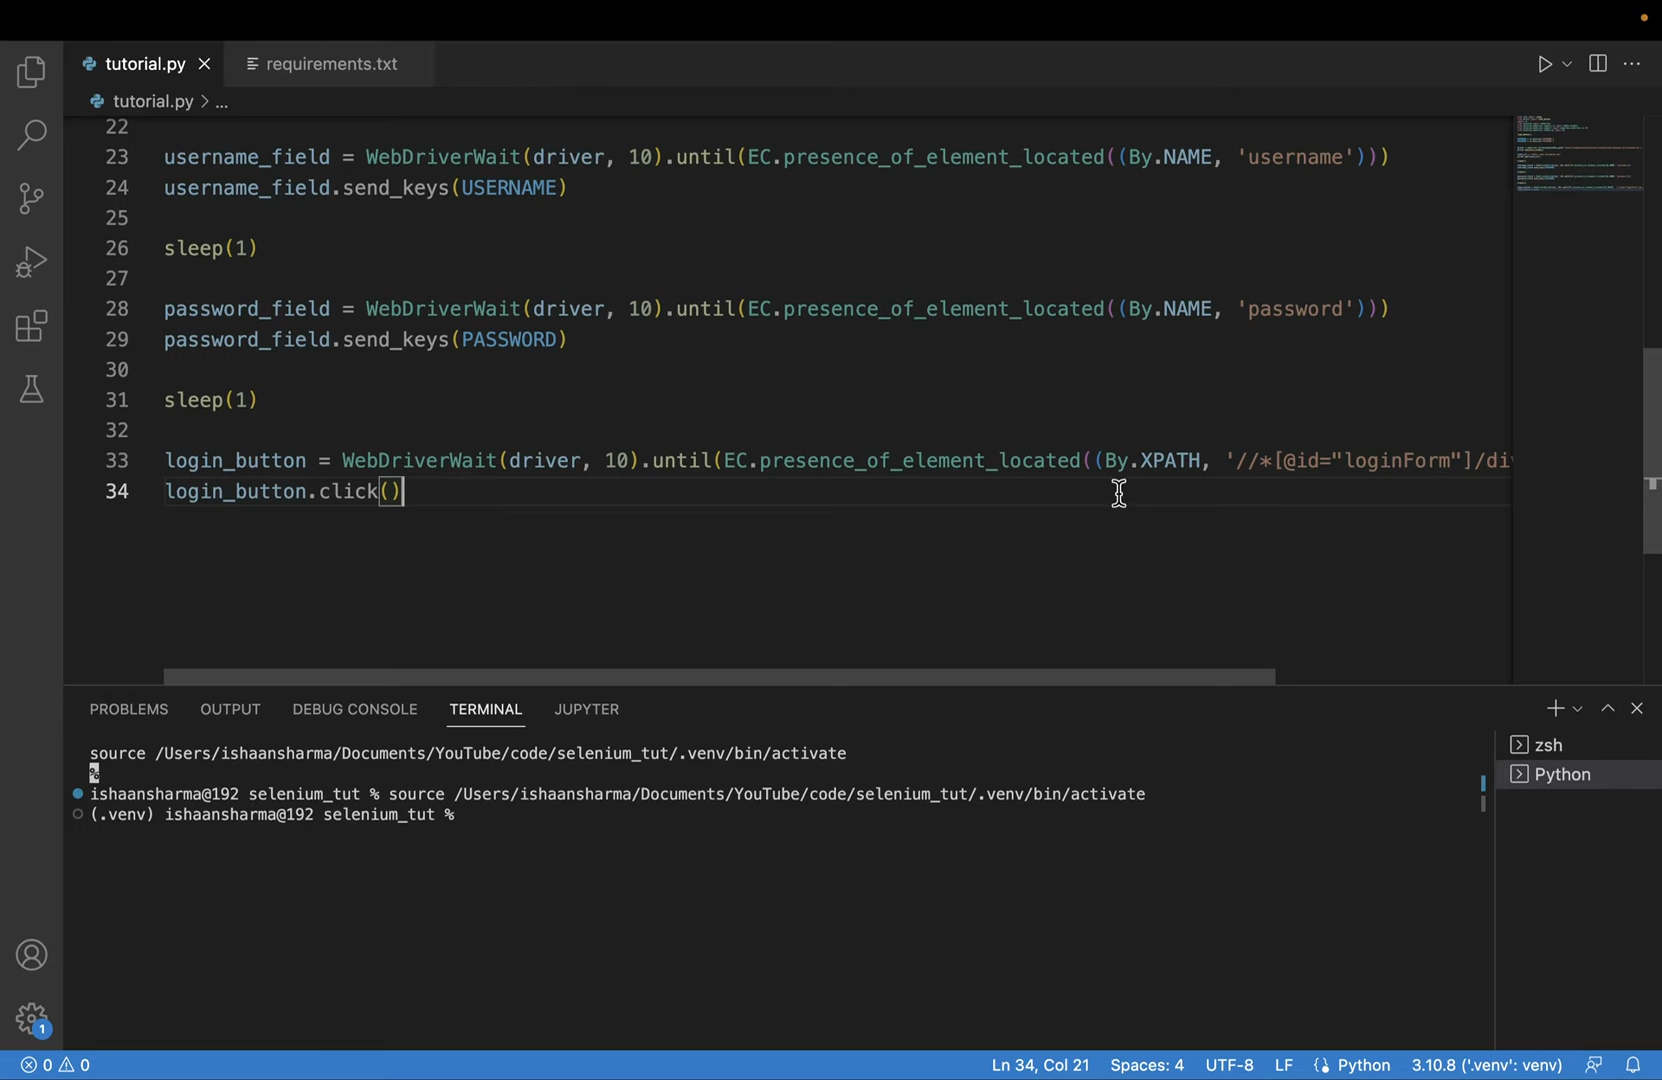 tutorial.py
requirements.txt
tutorial.py > ...
22
23 username_field = WebDriverWait(driver, 10).until(EC.presence_of_element_located((By.NAME, 'username')))
24 username_field.send_keys(USERNAME)
25
26 sleep(1)
27
28 password_field = WebDriverWait(driver, 10).until(EC.presence_of_element_located((By.NAME, 'password')))
29 password_field.send_keys(PASSWORD)
30
31 sleep(1)
32
33 login_button = WebDriverWait(driver, 10).until(EC.presence_of_element_located((By.XPATH, '//*[@id="loginForm"]/div
34 login_button.click()
PROBLEMS OUTPUT DEBUG CONSOLE TERMINAL JUPYTER
source /Users/ishaansharma/Documents/YouTube/code/selenium_tut/.venv/bin/activate
%
ishaansharma@192 selenium_tut % source /Users/ishaansharma/Documents/YouTube/code/selenium_tut/.venv/bin/activate
(.venv) ishaansharma@192 selenium_tut %
zsh
Python
1
0 0 Ln 34, Col 21 Spaces: 4 UTF-8 LF Python 3.10.8 ('.venv': venv)